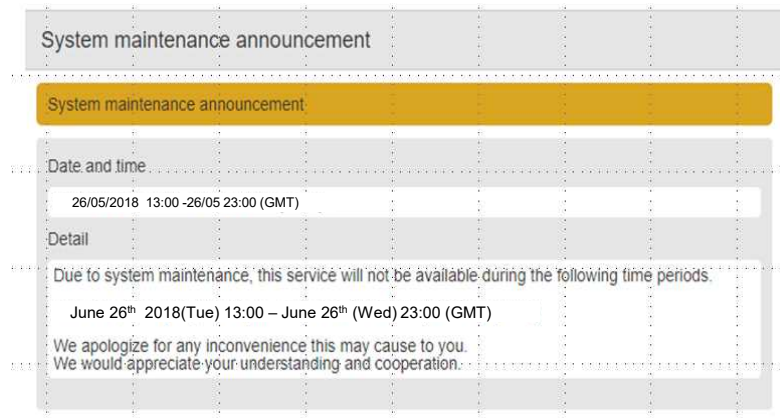 System maintenance announcement
System maintenance announcement
Date and time
26/05/2018 13:00 -26/05 23:00 (GMT)
Detail
Due to system maintenance, this service will not be available during the following time periods.
June 26th 2018(Tue) 13:00 – June 26th (Wed) 23:00 (GMT)
We apologize for any inconvenience this may cause to you.
We would appreciate your understanding and cooperation.